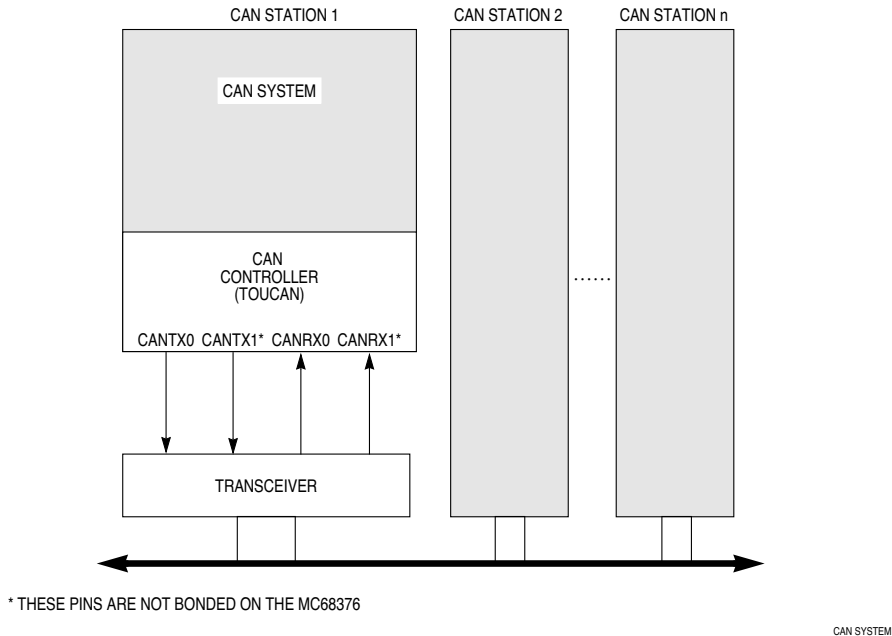 CAN STATION 1
CAN STATION 2
CAN STATION n
CAN SYSTEM
CAN
CONTROLLER
(TOUCAN)
......
CANTX0 CANTX1* CANRX0 CANRX1*
TRANSCEIVER
* THESE PINS ARE NOT BONDED ON THE MC68376
CAN SYSTEM